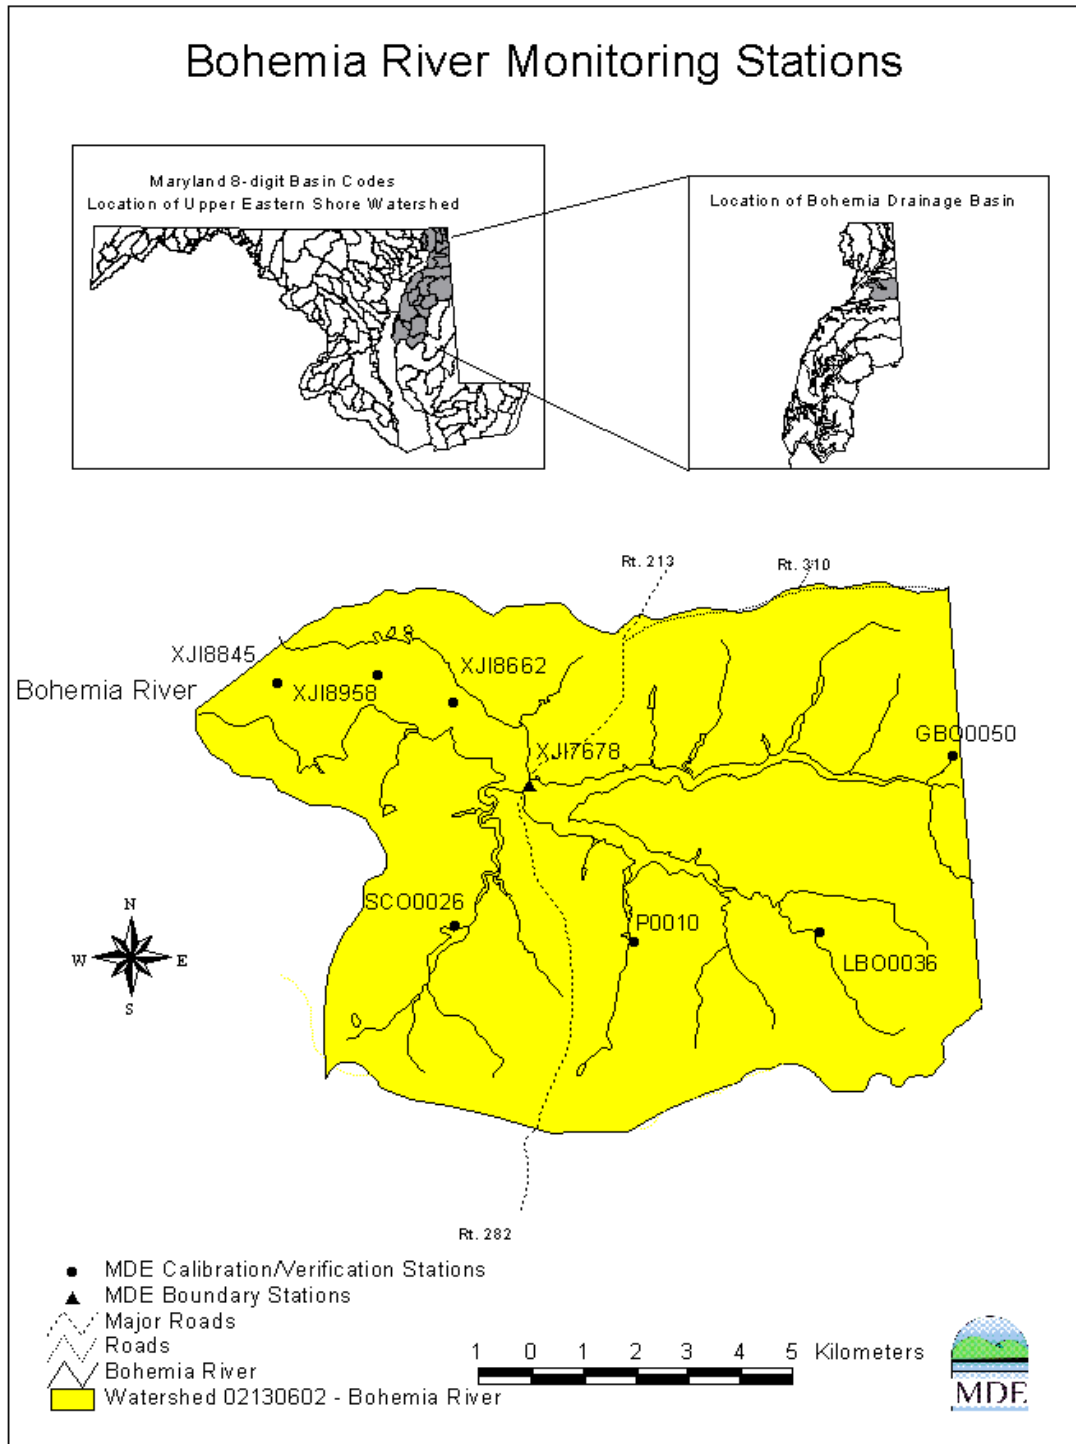 Bohemia River Monitoring Stations
Maryland 8-digit Basin Codes
Location of Upper Eastern Shore Watershed
Location of Bohemia Drainage Basin
Rt. 213
Rt. 310
XJI8845
XJI8662
Bohemia River
XJI8958
XJI7678
GBO0050
SCO0026
P0010
LBO0036
N
W
E
S
Rt. 282
MDE Calibration/Verification Stations
MDE Boundary Stations
Major Roads
Roads
Bohemia River
Watershed 02130602 - Bohemia River
1 0 1 2 3 4 5 Kilometers
MDE